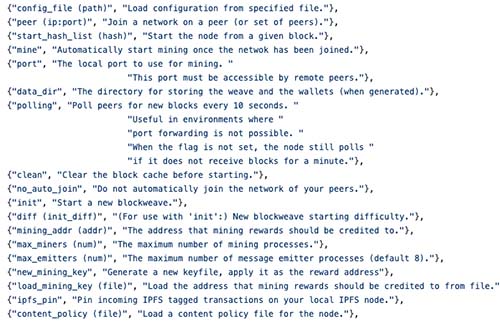 {"config_file (path)", "Load configuration from specified file."},
{"peer (ip:port)", "Join a network on a peer (or set of peers)."},
{"start_hash_list (hash)", "Start the node from a given block."},
{"mine", "Automatically start mining once the netwok has been joined."},
{"port", "The local port to use for mining. "
"This port must be accessible by remote peers."},
{"data_dir", "The directory for storing the weave and the wallets (when generated)."},
{"polling", "Poll peers for new blocks every 10 seconds. "
"Useful in environments where "
"port forwarding is not possible. "
"When the flag is not set, the node still polls "
"if it does not receive blocks for a minute."},
{"clean", "Clear the block cache before starting."},
{"no_auto_join", "Do not automatically join the network of your peers."},
{"init", "Start a new blockweave."},
{"diff (init_diff)", "(For use with 'init':) New blockweave starting difficulty."},
{"mining_addr (addr)", "The address that mining rewards should be credited to."},
{"max_miners (num)", "The maximum number of mining processes."},
{"max_emitters (num)", "The maximum number of message emitter processes (default 8)."},
{"new_mining_key", "Generate a new keyfile, apply it as the reward address"},
{"load_mining_key (file)", "Load the address that mining rewards should be credited to from file."
{"ipfs_pin", "Pin incoming IPFS tagged transactions on your local IPFS node."},
{"content_policy (file)", "Load a content policy file for the node."},